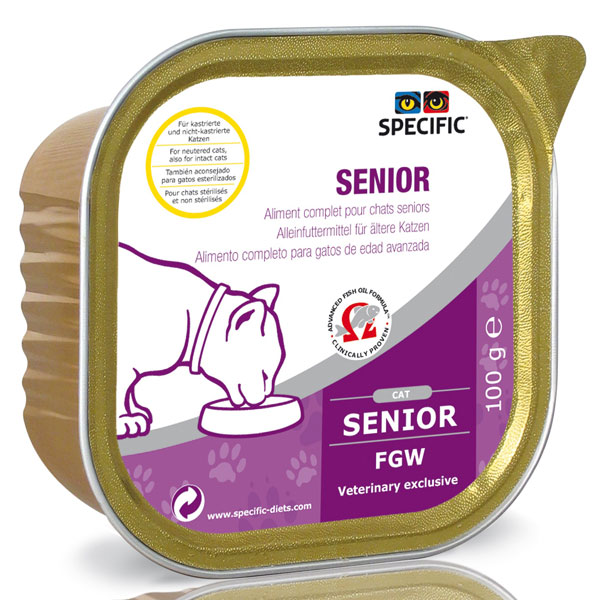 SPECIFIC
Für kastrierte
und nicht-kastrierte
Katzen
For neutered cats,
also for intact cats
También aconsejado
para gatos esterilizados
Pour chats stérilisés
et non stérilisés
SENIOR
Aliment complet pour chats seniors
Alleinfuttermittel für ältere Katzen
Alimento completo para gatos de edad avanzada
ADVANCED FISH OIL FORMULA™
Ω3
CLINICALLY PROVEN
100 g e
CAT
SENIOR
FGW
Veterinary exclusive
www.specific-diets.com